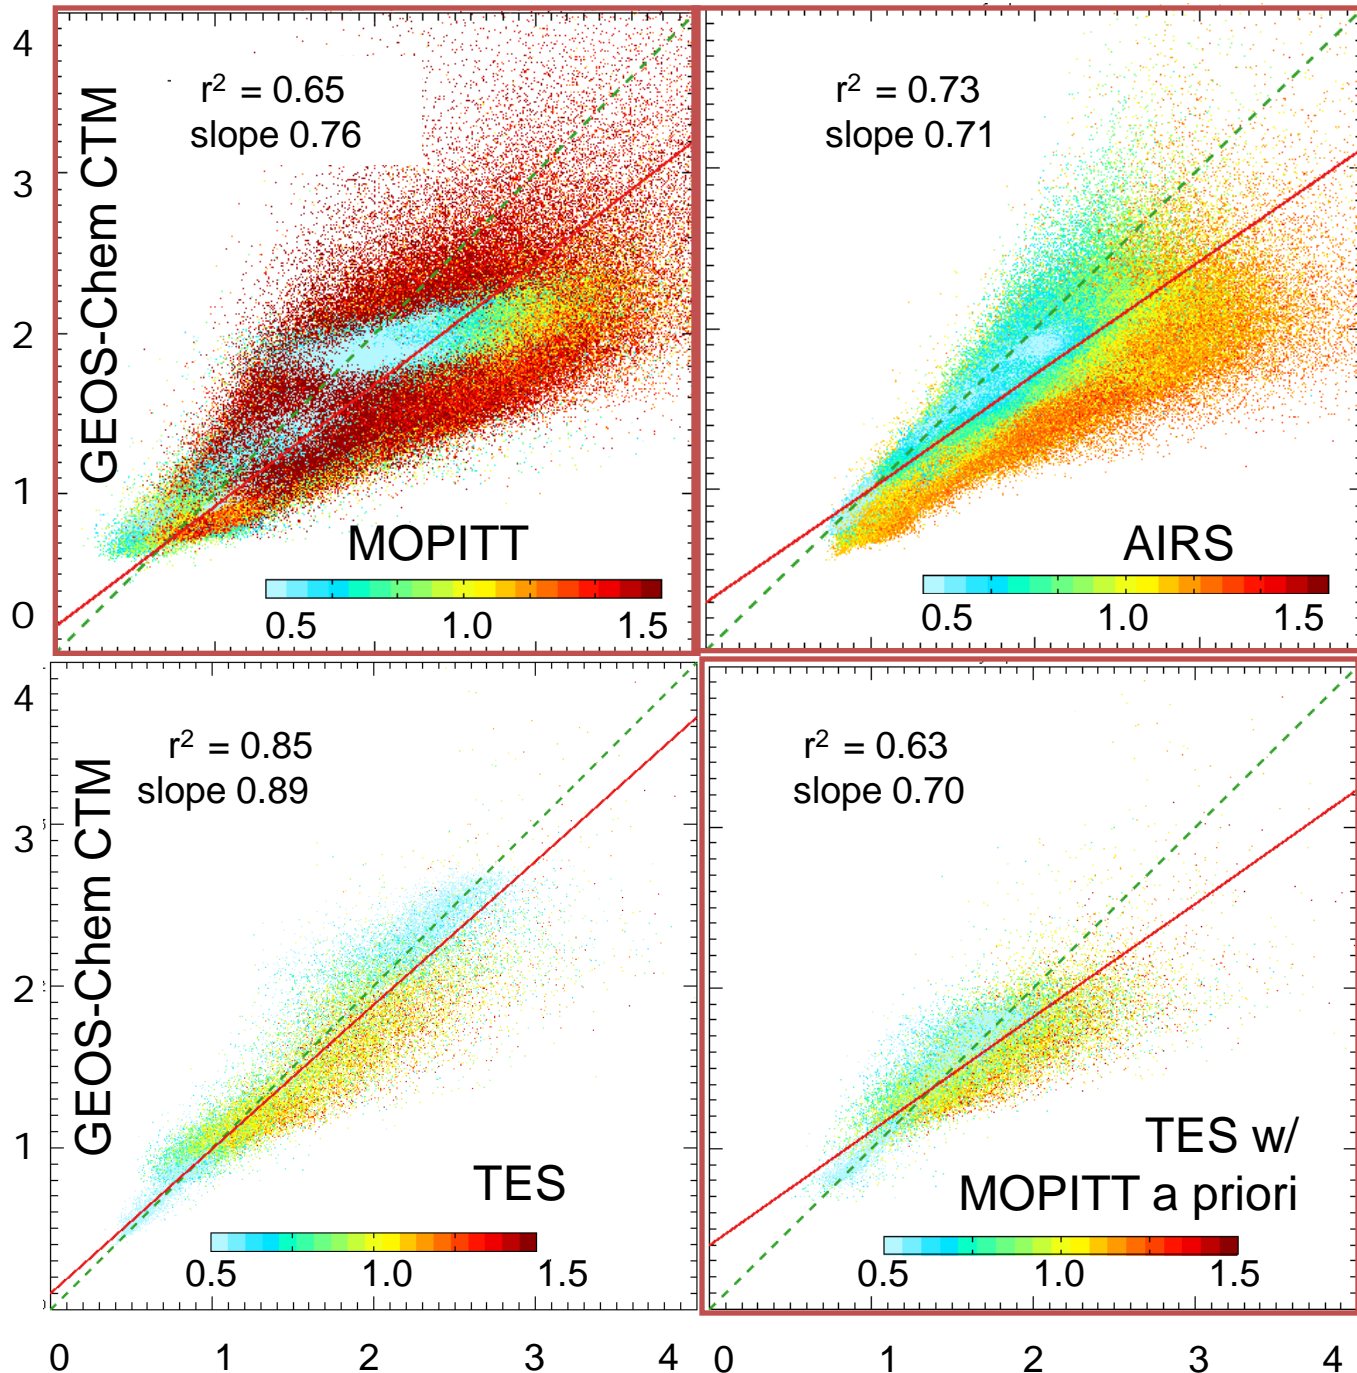 4
r² = 0.65
slope 0.76
3
GEOS-Chem CTM
2
1
MOPITT
0
0.5 1.0 1.5
r² = 0.73
slope 0.71
AIRS
0.5 1.0 1.5
4
r² = 0.85
slope 0.89
3
GEOS-Chem CTM
2
1
TES
0.5 1.0 1.5
0 1 2 3 4
r² = 0.63
slope 0.70
TES w/
MOPITT a priori
0.5 1.0 1.5
0 1 2 3 4